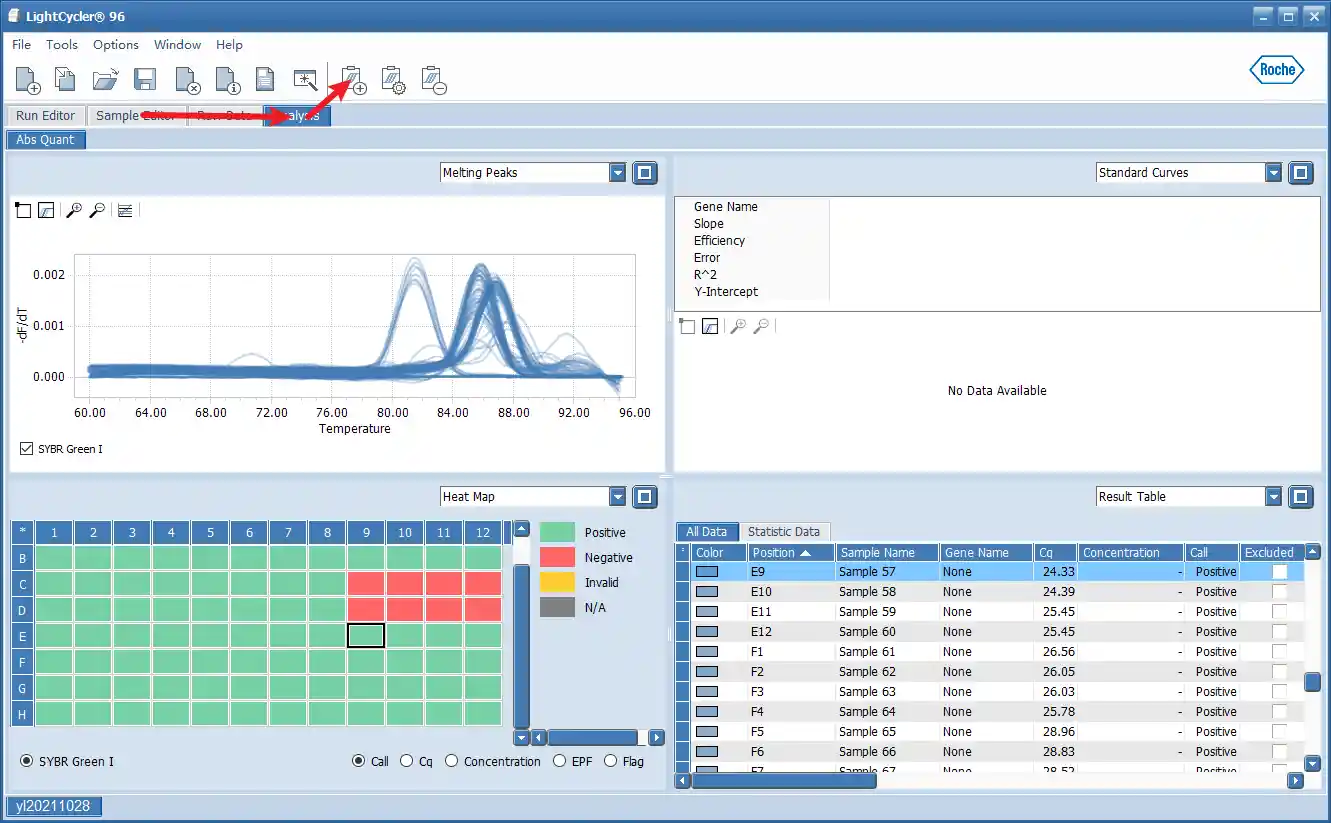 LightCycler® 96
File Tools Options Window Help
Roche
Run Editor Sample Editor
Abs Quant
Melting Peaks
Standard Curves
Gene Name
Slope
Efficiency
Error
R^2
Y-Intercept
-dF/dT
0.002
0.001
0.000
60.00 64.00 68.00 72.00 76.00 80.00 84.00 88.00 92.00 96.00
Temperature
SYBR Green I
No Data Available
Heat Map
Result Table
* 1 2 3 4 5 6 7 8 9 10 11 12
B
C
D
E
F
G
H
Positive
Negative
Invalid
N/A
SYBR Green I
Call Cq Concentration EPF Flag
All Data Statistic Data
Color Position Sample Name Gene Name Cq Concentration Call Excluded
E9 Sample 57 None 24.33 - Positive
E10 Sample 58 None 24.39 - Positive
E11 Sample 59 None 25.45 - Positive
E12 Sample 60 None 25.45 - Positive
F1 Sample 61 None 26.56 - Positive
F2 Sample 62 None 26.05 - Positive
F3 Sample 63 None 26.03 - Positive
F4 Sample 64 None 25.78 - Positive
F5 Sample 65 None 28.96 - Positive
F6 Sample 66 None 28.83 - Positive
F7 Sample 67 None 28.52 - Positive
yl20211028